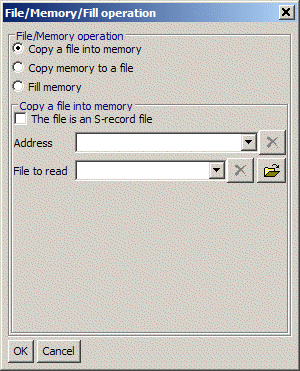 File/Memory/Fill operation
File/Memory operation
Copy a file into memory
Copy memory to a file
Fill memory
Copy a file into memory
The file is an S-record file
Address
File to read
OK Cancel